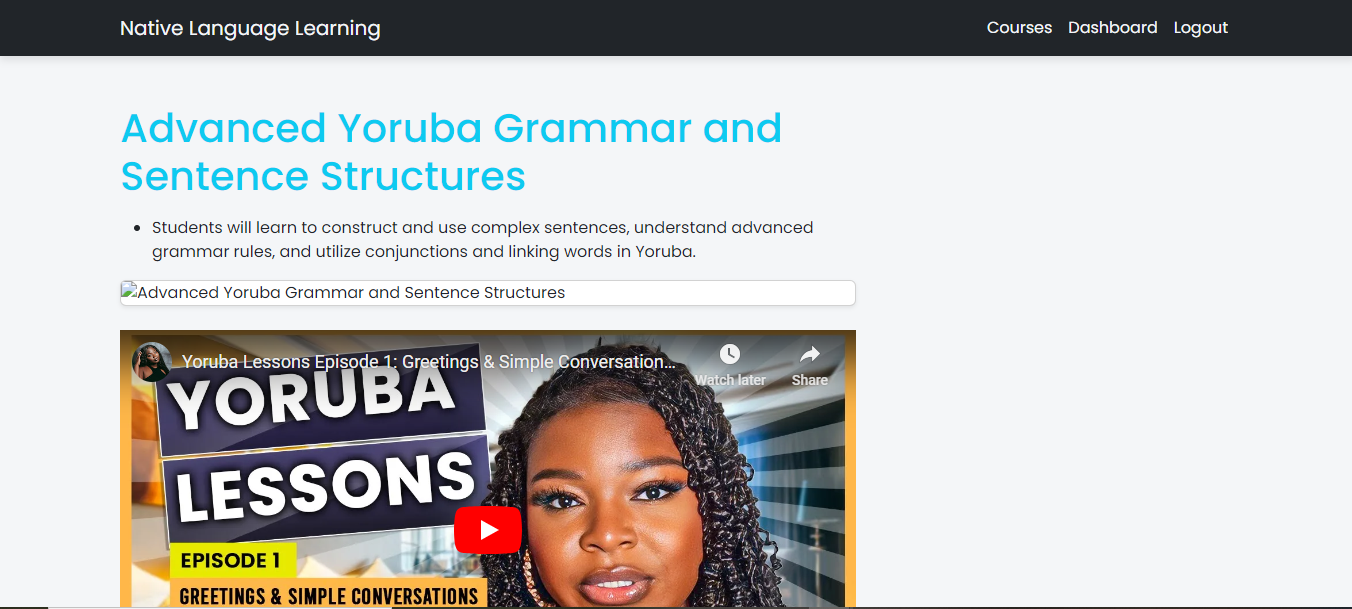 Native Language Learning
Courses Dashboard Logout
Advanced Yoruba Grammar and
Sentence Structures
Students will learn to construct and use complex sentences, understand advanced
grammar rules, and utilize conjunctions and linking words in Yoruba.
Advanced Yoruba Grammar and Sentence Structures
Yoruba Lessons Episode 1: Greetings & Simple Conversation...
Watch later
Share
YORUBA
LESSONS
EPISODE 1
GREETINGS & SIMPLE CONVERSATIONS